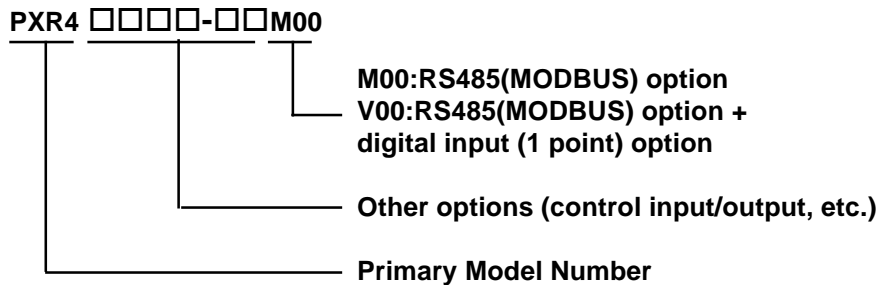 PXR4 □□□□-□□M00
M00:RS485(MODBUS) option
V00:RS485(MODBUS) option +
digital input (1 point) option
Other options (control input/output, etc.)
Primary Model Number